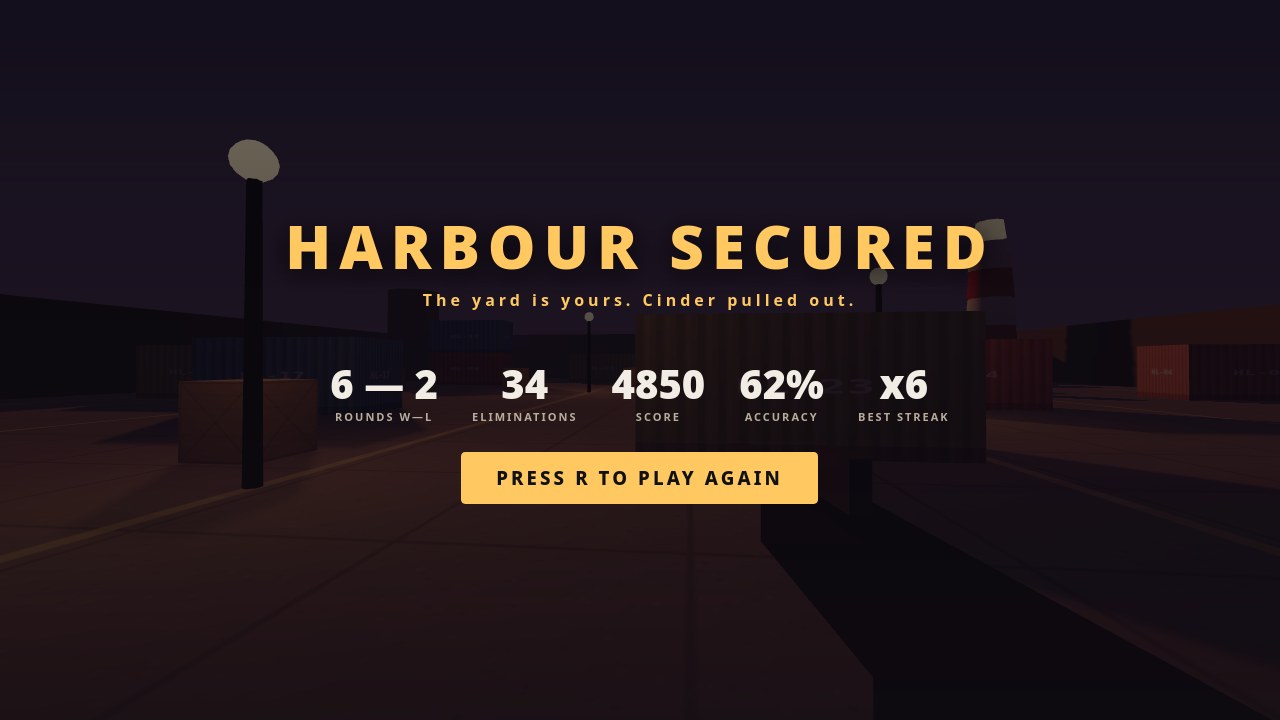 HARBOUR SECURED
The yard is yours. Cinder pulled out.
6 — 2 34 4850 62% x6
ROUNDS W—L ELIMINATIONS SCORE ACCURACY BEST STREAK
PRESS R TO PLAY AGAIN